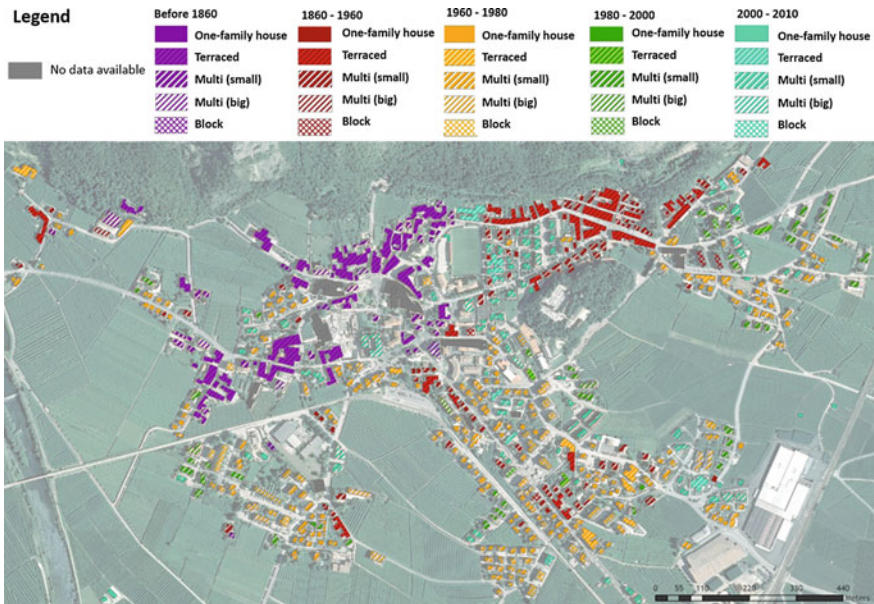 Legend
No data available
Before 1860
One-family house
Terraced
Multi (small)
Multi (big)
Block
1860 - 1960
One-family house
Terraced
Multi (small)
Multi (big)
Block
1960 - 1980
One-family house
Terraced
Multi (small)
Multi (big)
Block
1980 - 2000
One-family house
Terraced
Multi (small)
Multi (big)
Block
2000 - 2010
One-family house
Terraced
Multi (small)
Multi (big)
Block
0 55 110 220 330 440
Meters